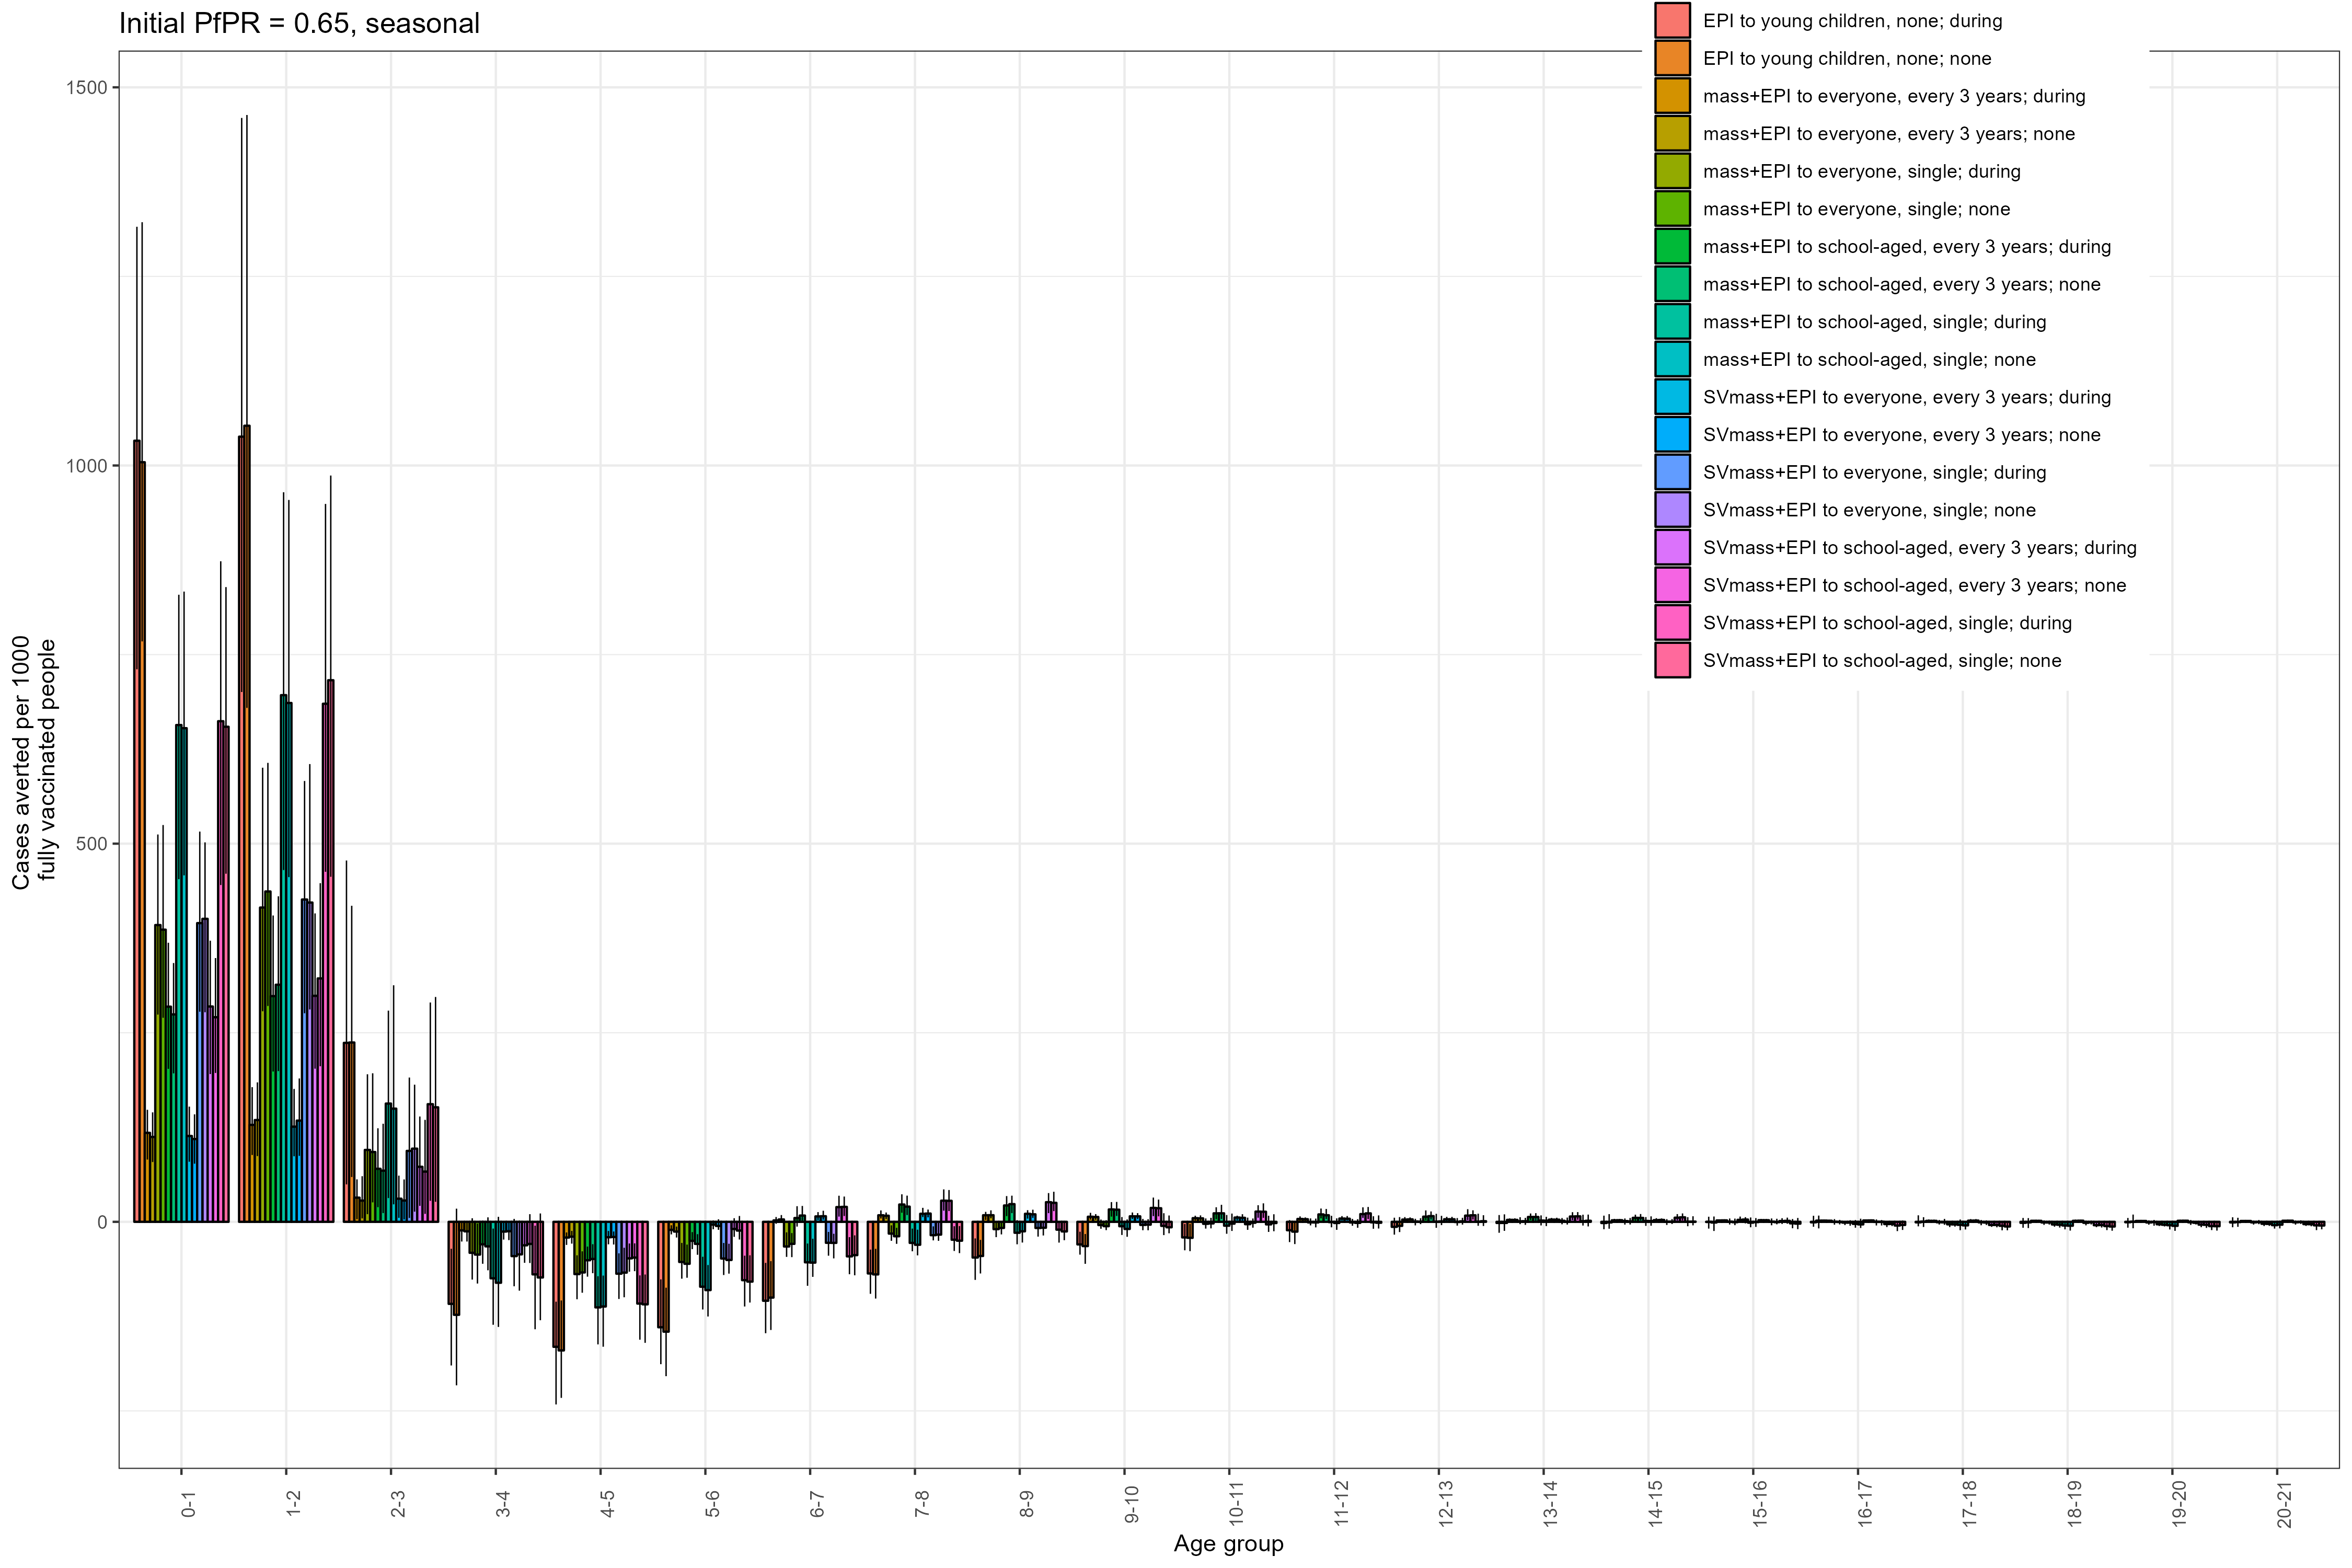 Initial PfPR = 0.65, seasonal
EPI to young children, none; during
EPI to young children, none; none
mass+EPI to everyone, every 3 years; during
mass+EPI to everyone, every 3 years; none
mass+EPI to everyone, single; during
mass+EPI to everyone, single; none
mass+EPI to school-aged, every 3 years; during
mass+EPI to school-aged, every 3 years; none
mass+EPI to school-aged, single; during
mass+EPI to school-aged, single; none
SVmass+EPI to everyone, every 3 years; during
SVmass+EPI to everyone, every 3 years; none
SVmass+EPI to everyone, single; during
SVmass+EPI to everyone, single; none
SVmass+EPI to school-aged, every 3 years; during
SVmass+EPI to school-aged, every 3 years; none
SVmass+EPI to school-aged, single; during
SVmass+EPI to school-aged, single; none
Cases averted per 1000
fully vaccinated people
1500
1000
500
0
0-1
1-2
2-3
3-4
4-5
5-6
6-7
7-8
8-9
9-10
10-11
11-12
12-13
13-14
14-15
15-16
16-17
17-18
18-19
19-20
20-21
Age group